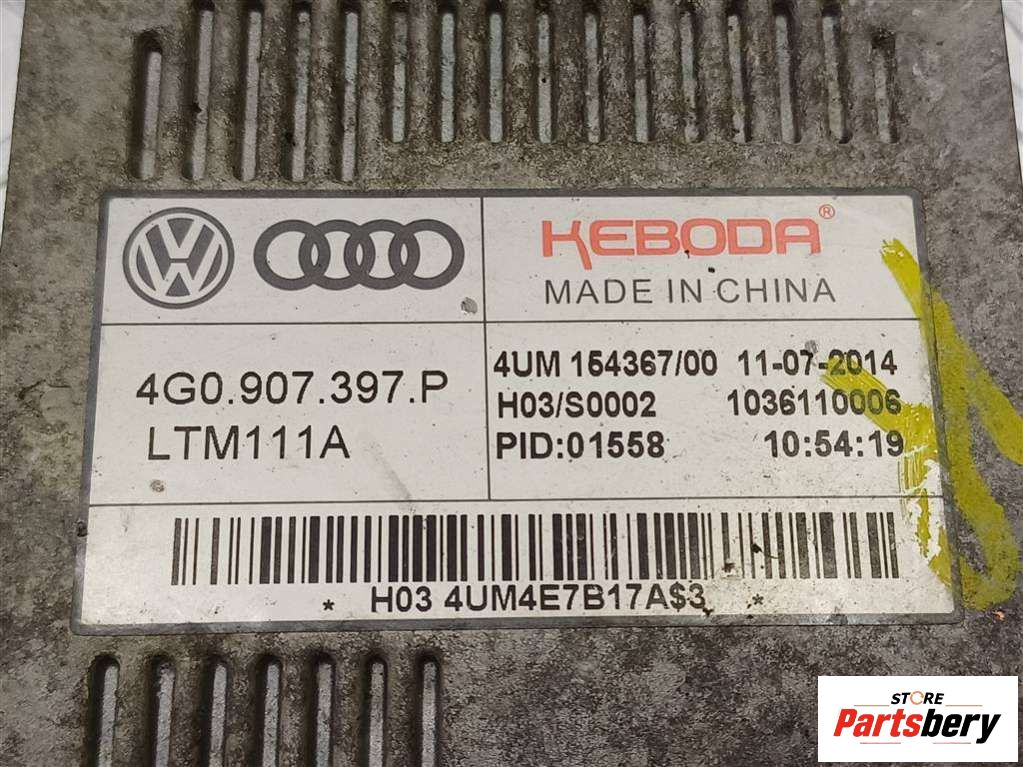 KEBODA®
MADE IN CHINA
4G0.907.397.P
LTM111A
4UM 154367/00 11-07-2014
H03/S0002 1036110006
PID:01558 10:54:19
* H03 4UM4E7B17A$3 *
STORE
Partsbery